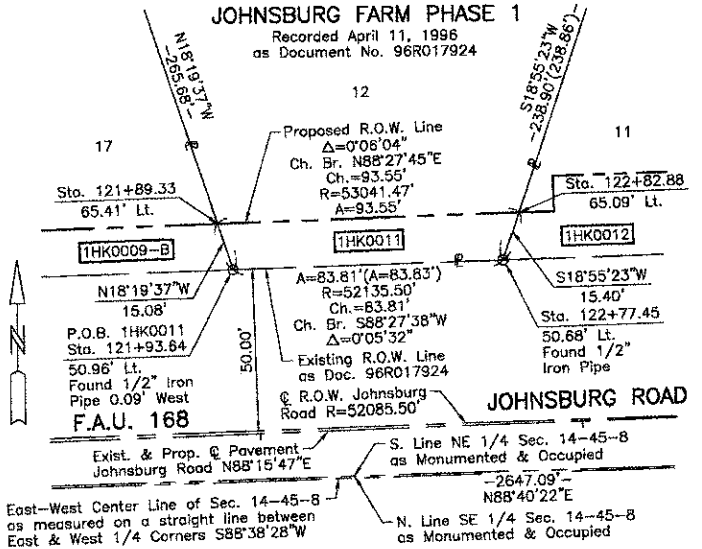 JOHNSBURG FARM PHASE 1
Recorded April 11, 1996
as Document No. 96R017924
N18°19'37"W
-265.68'-
S18°55'23"W
-238.90'(238.86')-
12
17
11
Proposed R.O.W. Line
Δ=0°06'04"
Ch. Br. N88°27'45"E
Ch.=93.55'
R=53041.47'
A=93.55'
Sta. 121+89.33
65.41' Lt.
Sta. 122+82.88
65.09' Lt.
1HK0009-B
1HK0011
1HK0012
N18°19'37"W
15.08'
P.O.B. 1HK0011
Sta. 121+93.64
50.96' Lt.
Found 1/2" Iron
Pipe 0.09' West
A=83.81'(A=83.83')
R=52135.50'
Ch.=83.81'
Ch. Br. S88°27'38"W
Δ=0°05'32"
Existing R.O.W. Line
as Doc. 96R017924
S18°55'23"W
15.40'
Sta. 122+77.45
50.68' Lt.
Found 1/2"
Iron Pipe
50.00'
N
F.A.U. 168
℄ R.O.W. Johnsburg
Road R=52085.50'
JOHNSBURG ROAD
Exist. & Prop. ℄ Pavement
Johnsburg Road N88°15'47"E
S. Line NE 1/4 Sec. 14-45-8
as Monumented & Occupied
-2647.09'-
N88°40'22"E
East-West Center Line of Sec. 14-45-8
as measured on a straight line between
East & West 1/4 Corners S88°38'28"W
N. Line SE 1/4 Sec. 14-45-8
as Monumented & Occupied